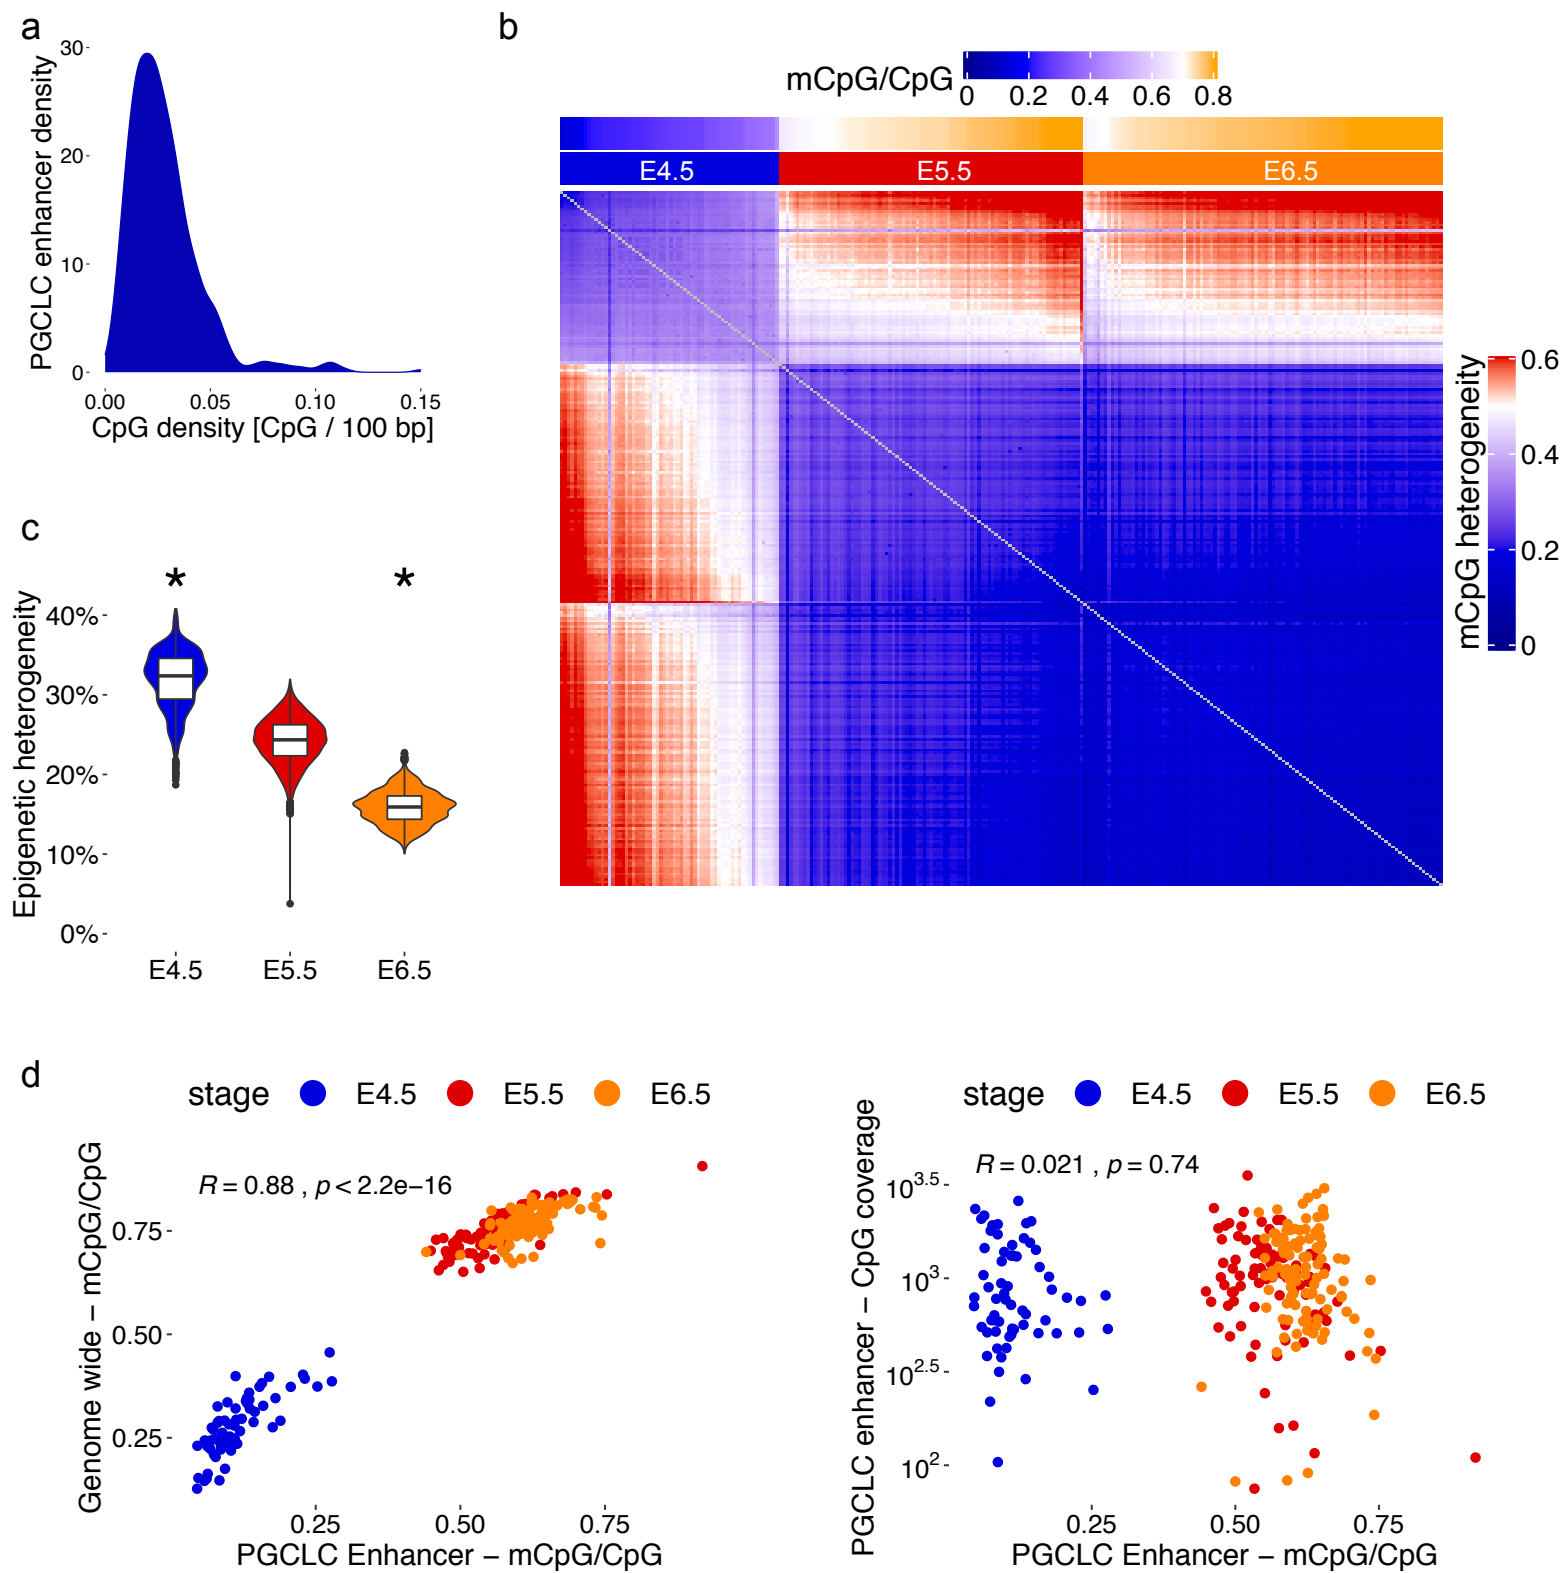 a
PGCLC enhancer density
30
20
10
0
0.00 0.05 0.10 0.15
CpG density [CpG / 100 bp]
b
mCpG/CpG
0 0.2 0.4 0.6 0.8
E4.5 E5.5 E6.5
mCpG heterogeneity
0.6
0.4
0.2
0
c
Epigenetic heterogeneity
* *
40%
30%
20%
10%
0%
E4.5 E5.5 E6.5
d
stage E4.5 E5.5 E6.5
Genome wide – mCpG/CpG
R = 0.88 , p < 2.2e−16
0.75
0.50
0.25
0.25 0.50 0.75
PGCLC Enhancer – mCpG/CpG
stage E4.5 E5.5 E6.5
PGCLC enhancer – CpG coverage
R = 0.021 , p = 0.74
10^3.5
10^3
10^2.5
10^2
0.25 0.50 0.75
PGCLC Enhancer – mCpG/CpG